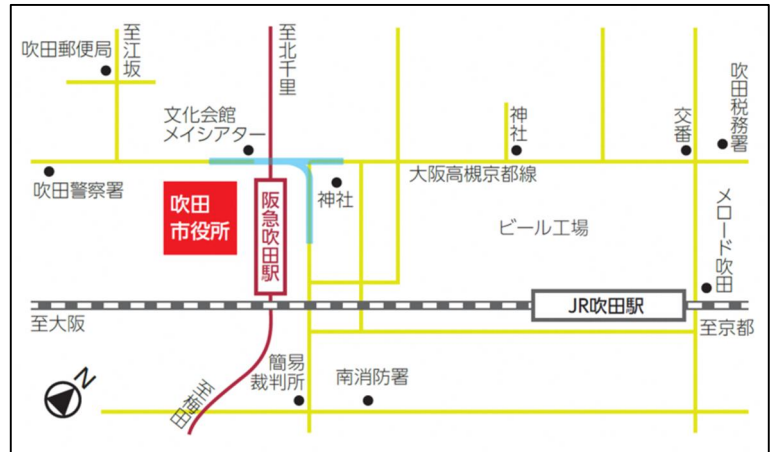 吹田郵便局
至江坂
至北千里
文化会館
メイシアター
神社
交番
吹田税務署
吹田警察署
吹田
市役所
阪急吹田駅
神社
大阪高槻京都線
ビール工場
メロード吹田
JR吹田駅
至大阪
至京都
簡易
裁判所
南消防署
至梅田
N